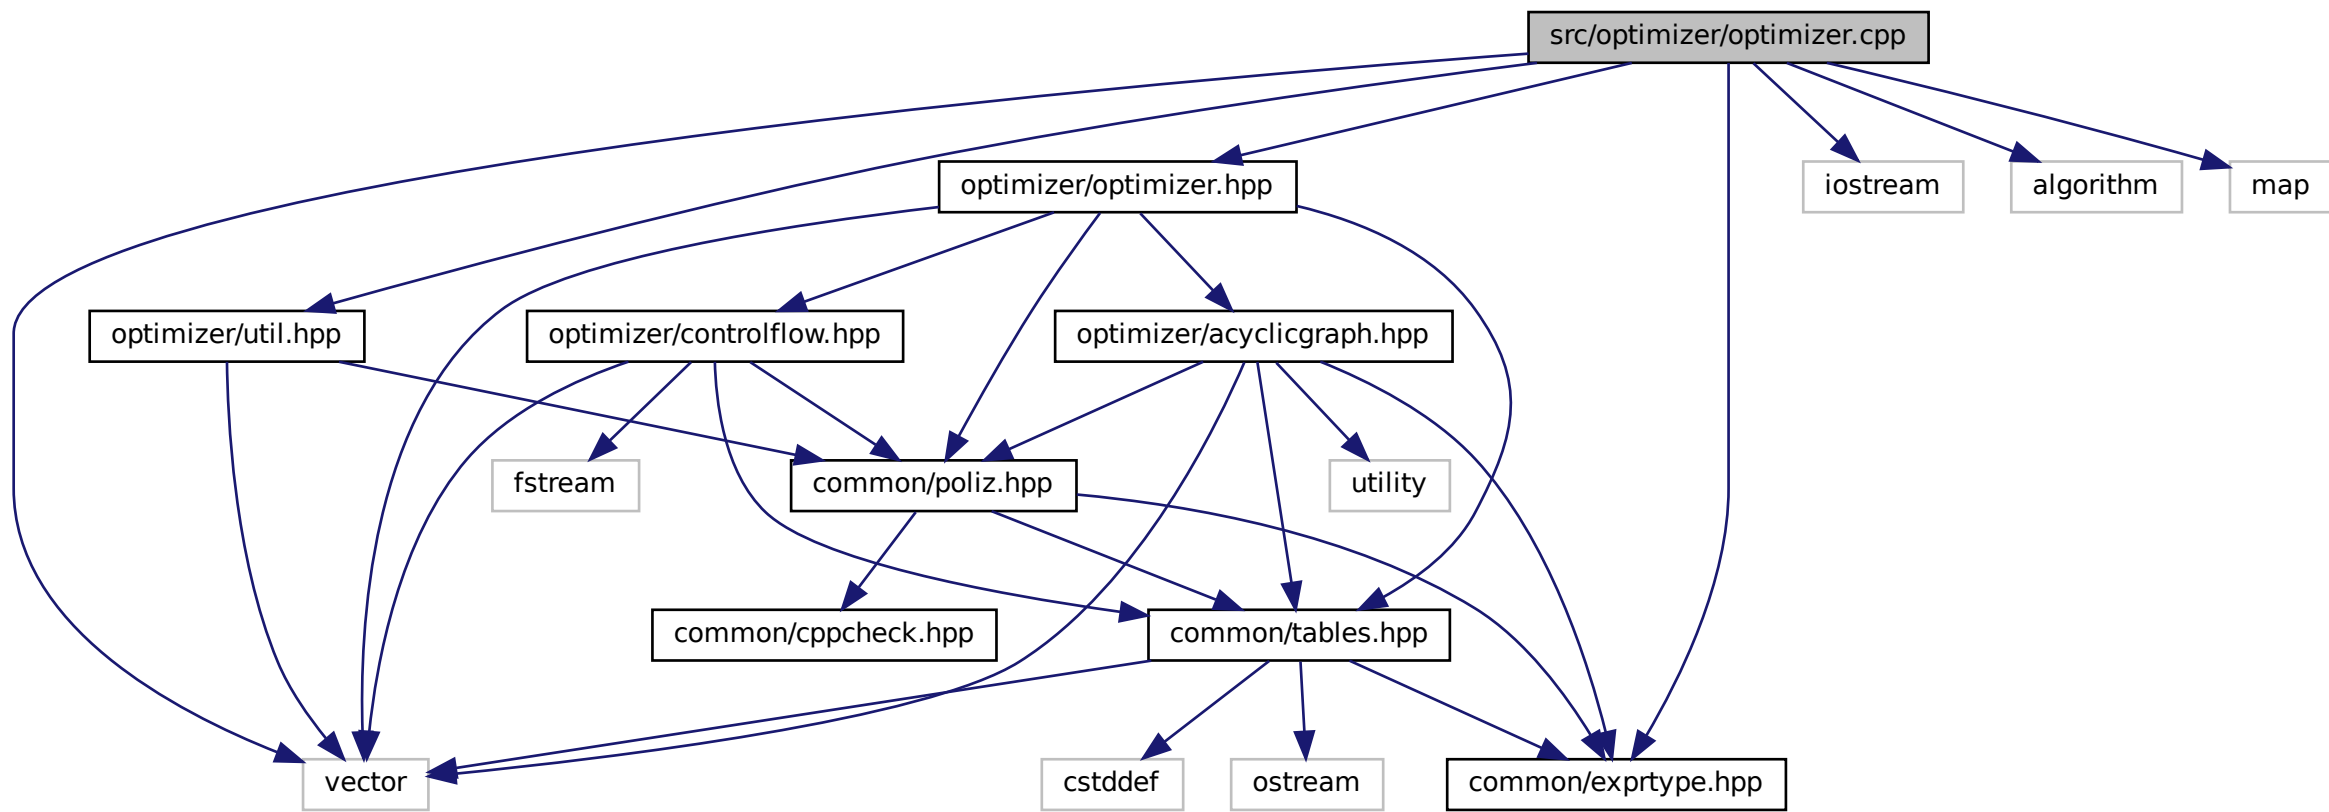 src/optimizer/optimizer.cpp
optimizer/optimizer.hpp
iostream
algorithm
map
optimizer/util.hpp
optimizer/controlflow.hpp
optimizer/acyclicgraph.hpp
fstream
common/poliz.hpp
utility
common/cppcheck.hpp
common/tables.hpp
vector
cstddef
ostream
common/exprtype.hpp